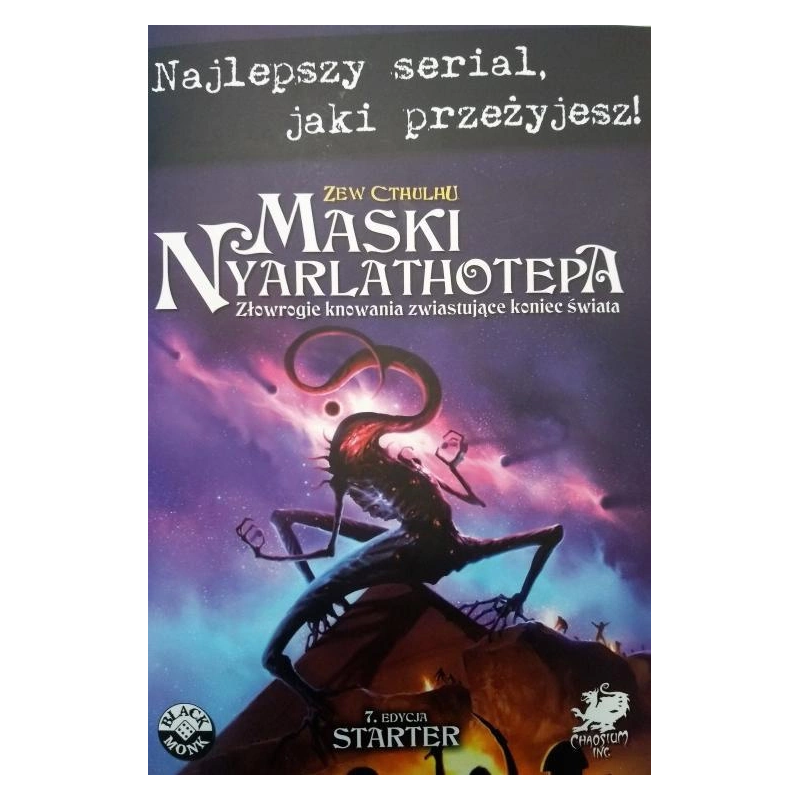 Najlepszy serial,
jaki przeżyjesz!
ZEW CTHULHU
MASKI
NYARLATHOTEPA
Złowrogie knowania zwiastujące koniec świata
7. EDYCJA
STARTER
BLACK
MONK
CHAOSIUM
INC.